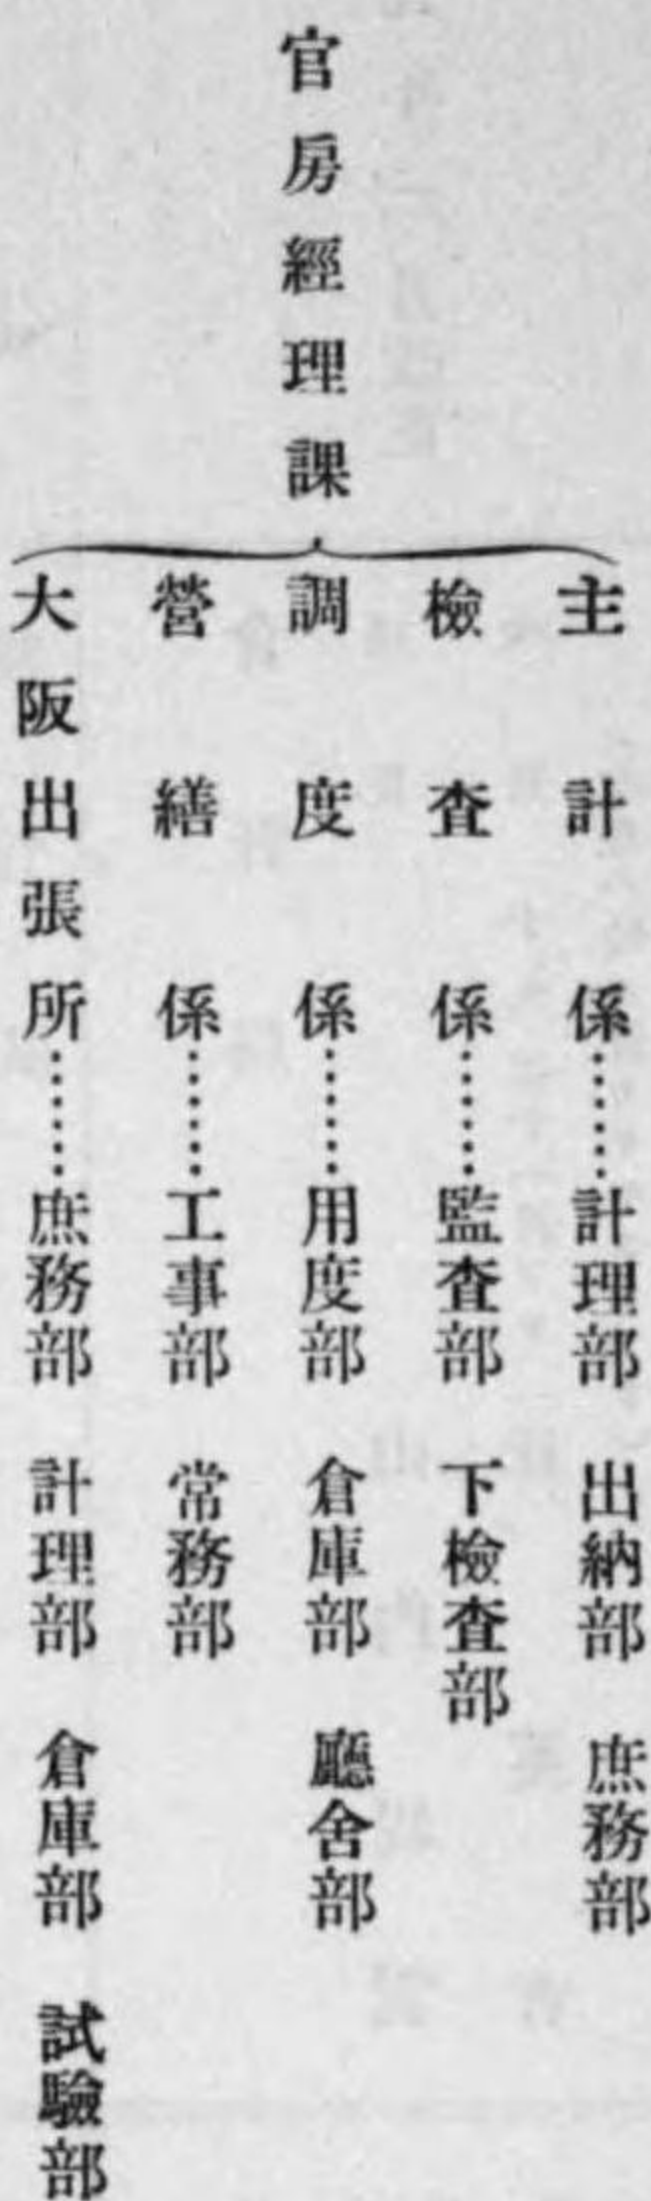 官房經理課
主計係……計理部 出納部 庶務部
檢査係……監査部 下檢査部
調度係……用度部 倉庫部 廳舍部
營繕係……工事部 常務部
大阪出張所……庶務部 計理部 倉庫部 試驗部